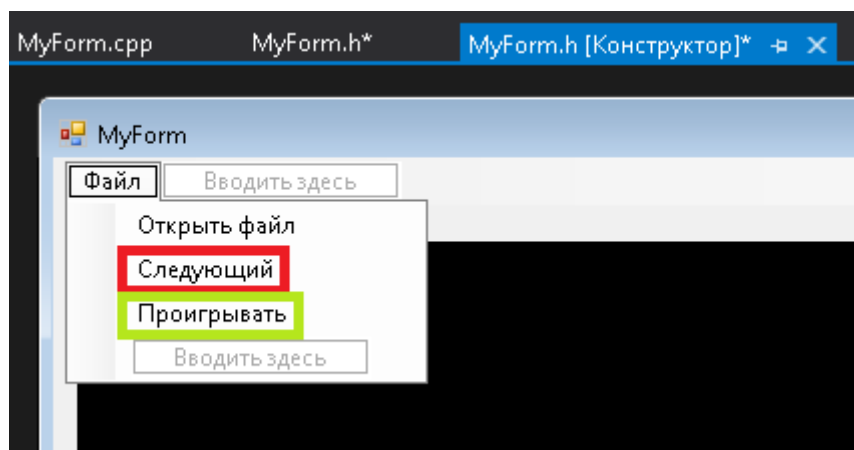 MyForm.cpp MyForm.h* MyForm.h [Конструктор]*
MyForm
Файл Вводить здесь
Открыть файл
Следующий
Проигрывать
Вводить здесь